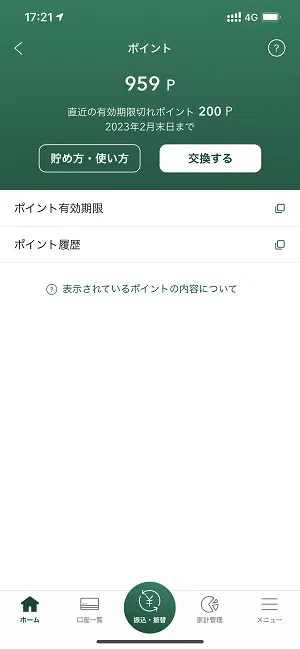 17:21
4G
ポイント
?
959 P
直近の有効期限切れポイント 200 P
2023年2月末日まで
貯め方・使い方
交換する
ポイント有効期限
ポイント履歴
? 表示されているポイントの内容について
ホーム
口座一覧
¥
振込・振替
家計管理
メニュー